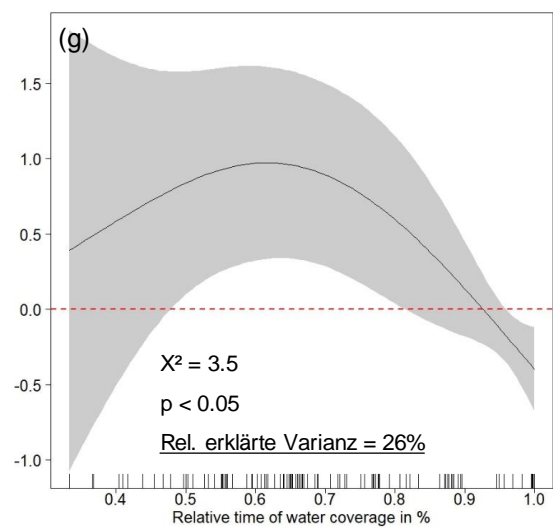 (g)
1.5
1.0
0.5
0.0
-0.5
-1.0
X² = 3.5
p < 0.05
Rel. erklärte Varianz = 26%
0.4 0.5 0.6 0.7 0.8 0.9 1.0
Relative time of water coverage in %